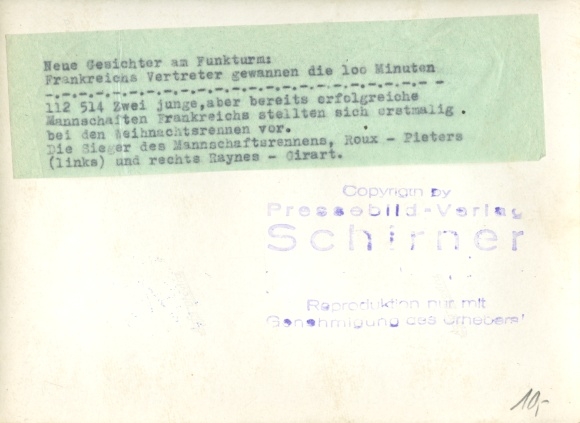 Neue Gesichter am Funkturm:
Frankreichs Vertreter gewannen die 100 Minuten
-.-.-.-.-.-.-.-.-.-.-.-.-.-.-.-.-.-.-.-.-.- -
112 514 Zwei junge,aber bereits erfolgreiche
Mannschaften Frankreichs stellten sich erstmalig .
bei den Weihnachtsrennen vor.
Die Sieger des Mannschaftsrennens, Roux - Pieters
(links) und rechts Raynes - Girart.
Copyright by
Pressebild-Verlag
Schirner
Reproduktion nur mit
Genehmigung des Urhebers
10,-